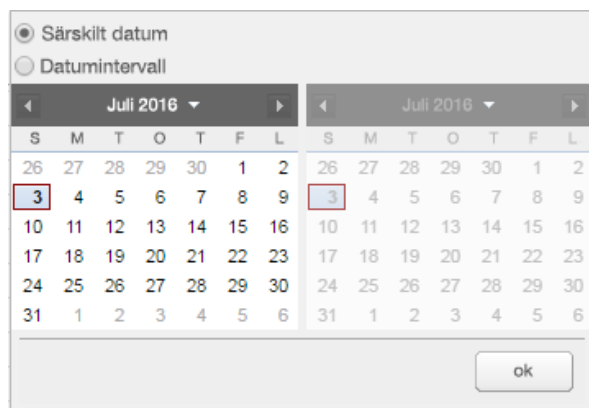 Särskilt datum
Datumintervall
Juli 2016
S M T O T F L
26 27 28 29 30 1 2
3 4 5 6 7 8 9
10 11 12 13 14 15 16
17 18 19 20 21 22 23
24 25 26 27 28 29 30
31 1 2 3 4 5 6
Juli 2016
S M T O T F L
26 27 28 29 30 1 2
3 4 5 6 7 8 9
10 11 12 13 14 15 16
17 18 19 20 21 22 23
24 25 26 27 28 29 30
31 1 2 3 4 5 6
ok